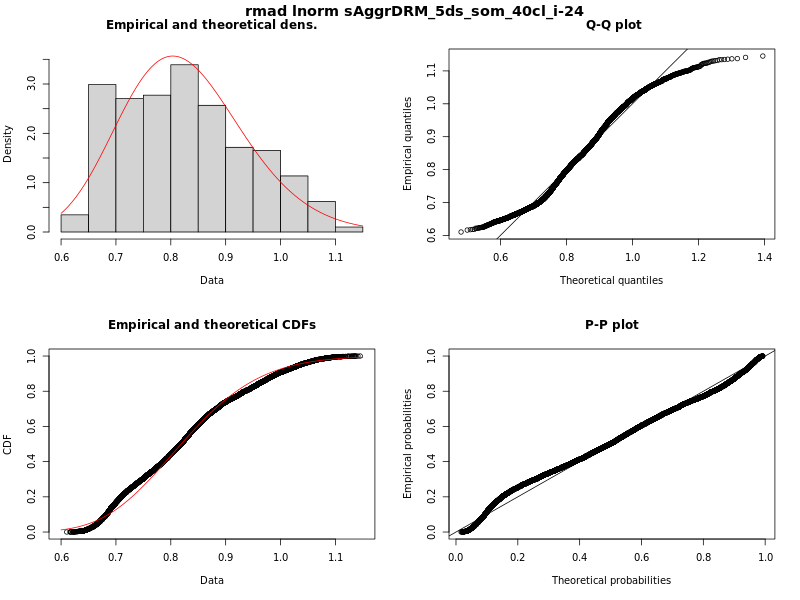 rmad lnorm sAggrDRM_5ds_som_40cl_i-24
Empirical and theoretical dens.
Density
0.0 1.0 2.0 3.0
0.6 0.7 0.8 0.9 1.0 1.1
Data
Q-Q plot
Empirical quantiles
0.6 0.7 0.8 0.9 1.0 1.1
0.6 0.8 1.0 1.2 1.4
Theoretical quantiles
Empirical and theoretical CDFs
CDF
0.0 0.2 0.4 0.6 0.8 1.0
0.6 0.7 0.8 0.9 1.0 1.1
Data
P-P plot
Empirical probabilities
0.0 0.2 0.4 0.6 0.8 1.0
0.0 0.2 0.4 0.6 0.8 1.0
Theoretical probabilities